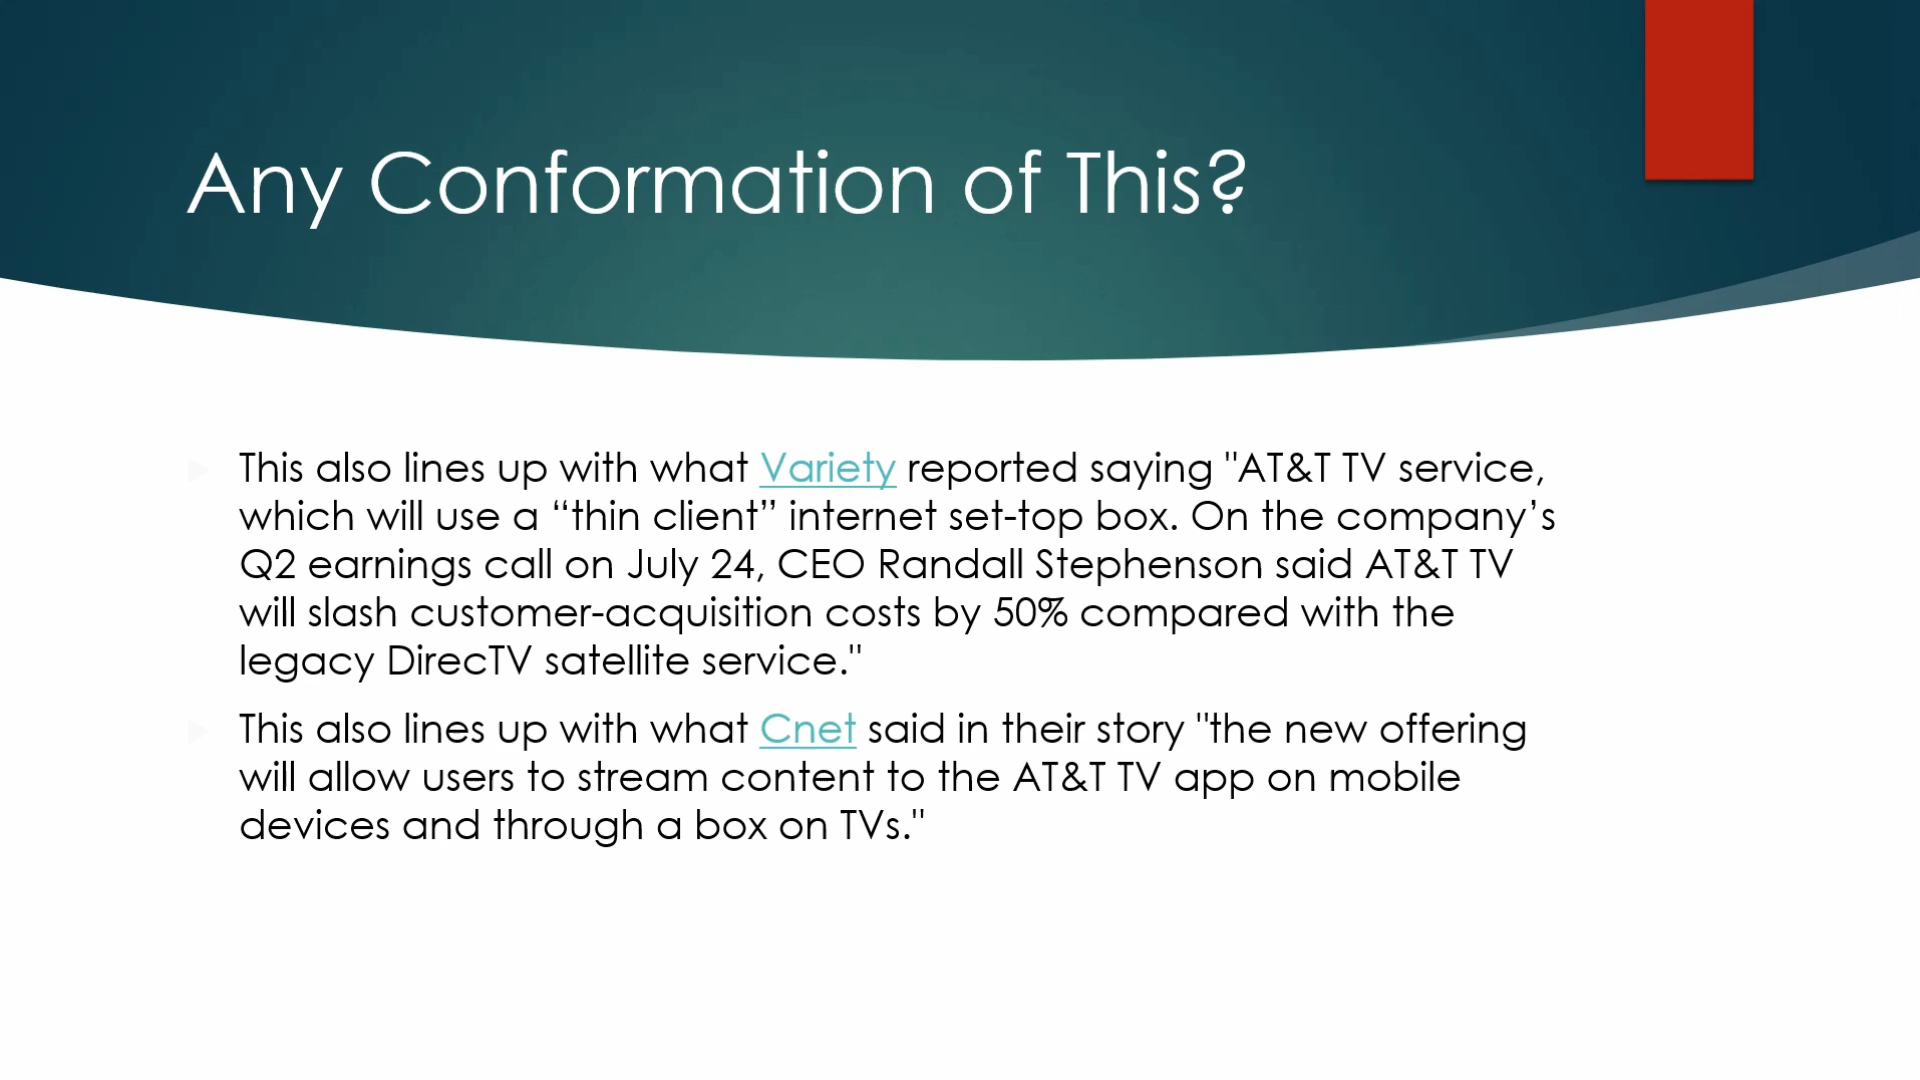 Any Conformation of This?
This also lines up with what Variety reported saying "AT&T TV service,
which will use a “thin client” internet set-top box. On the company’s
Q2 earnings call on July 24, CEO Randall Stephenson said AT&T TV
will slash customer-acquisition costs by 50% compared with the
legacy DirecTV satellite service."
This also lines up with what Cnet said in their story "the new offering
will allow users to stream content to the AT&T TV app on mobile
devices and through a box on TVs."